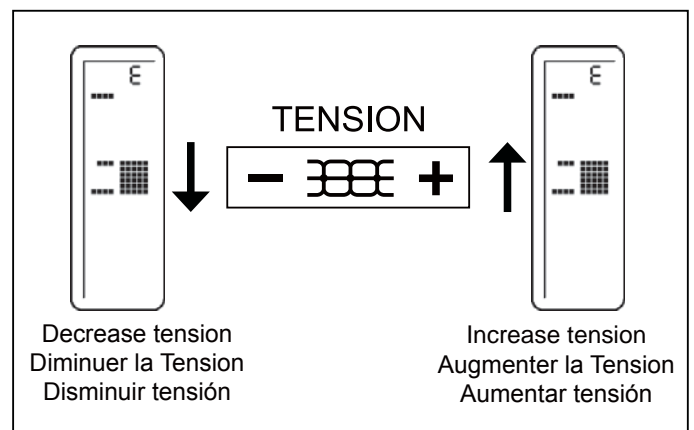 TENSION
− +
Decrease tension
Diminuer la Tension
Disminuir tensión
Increase tension
Augmenter la Tension
Aumentar tensión